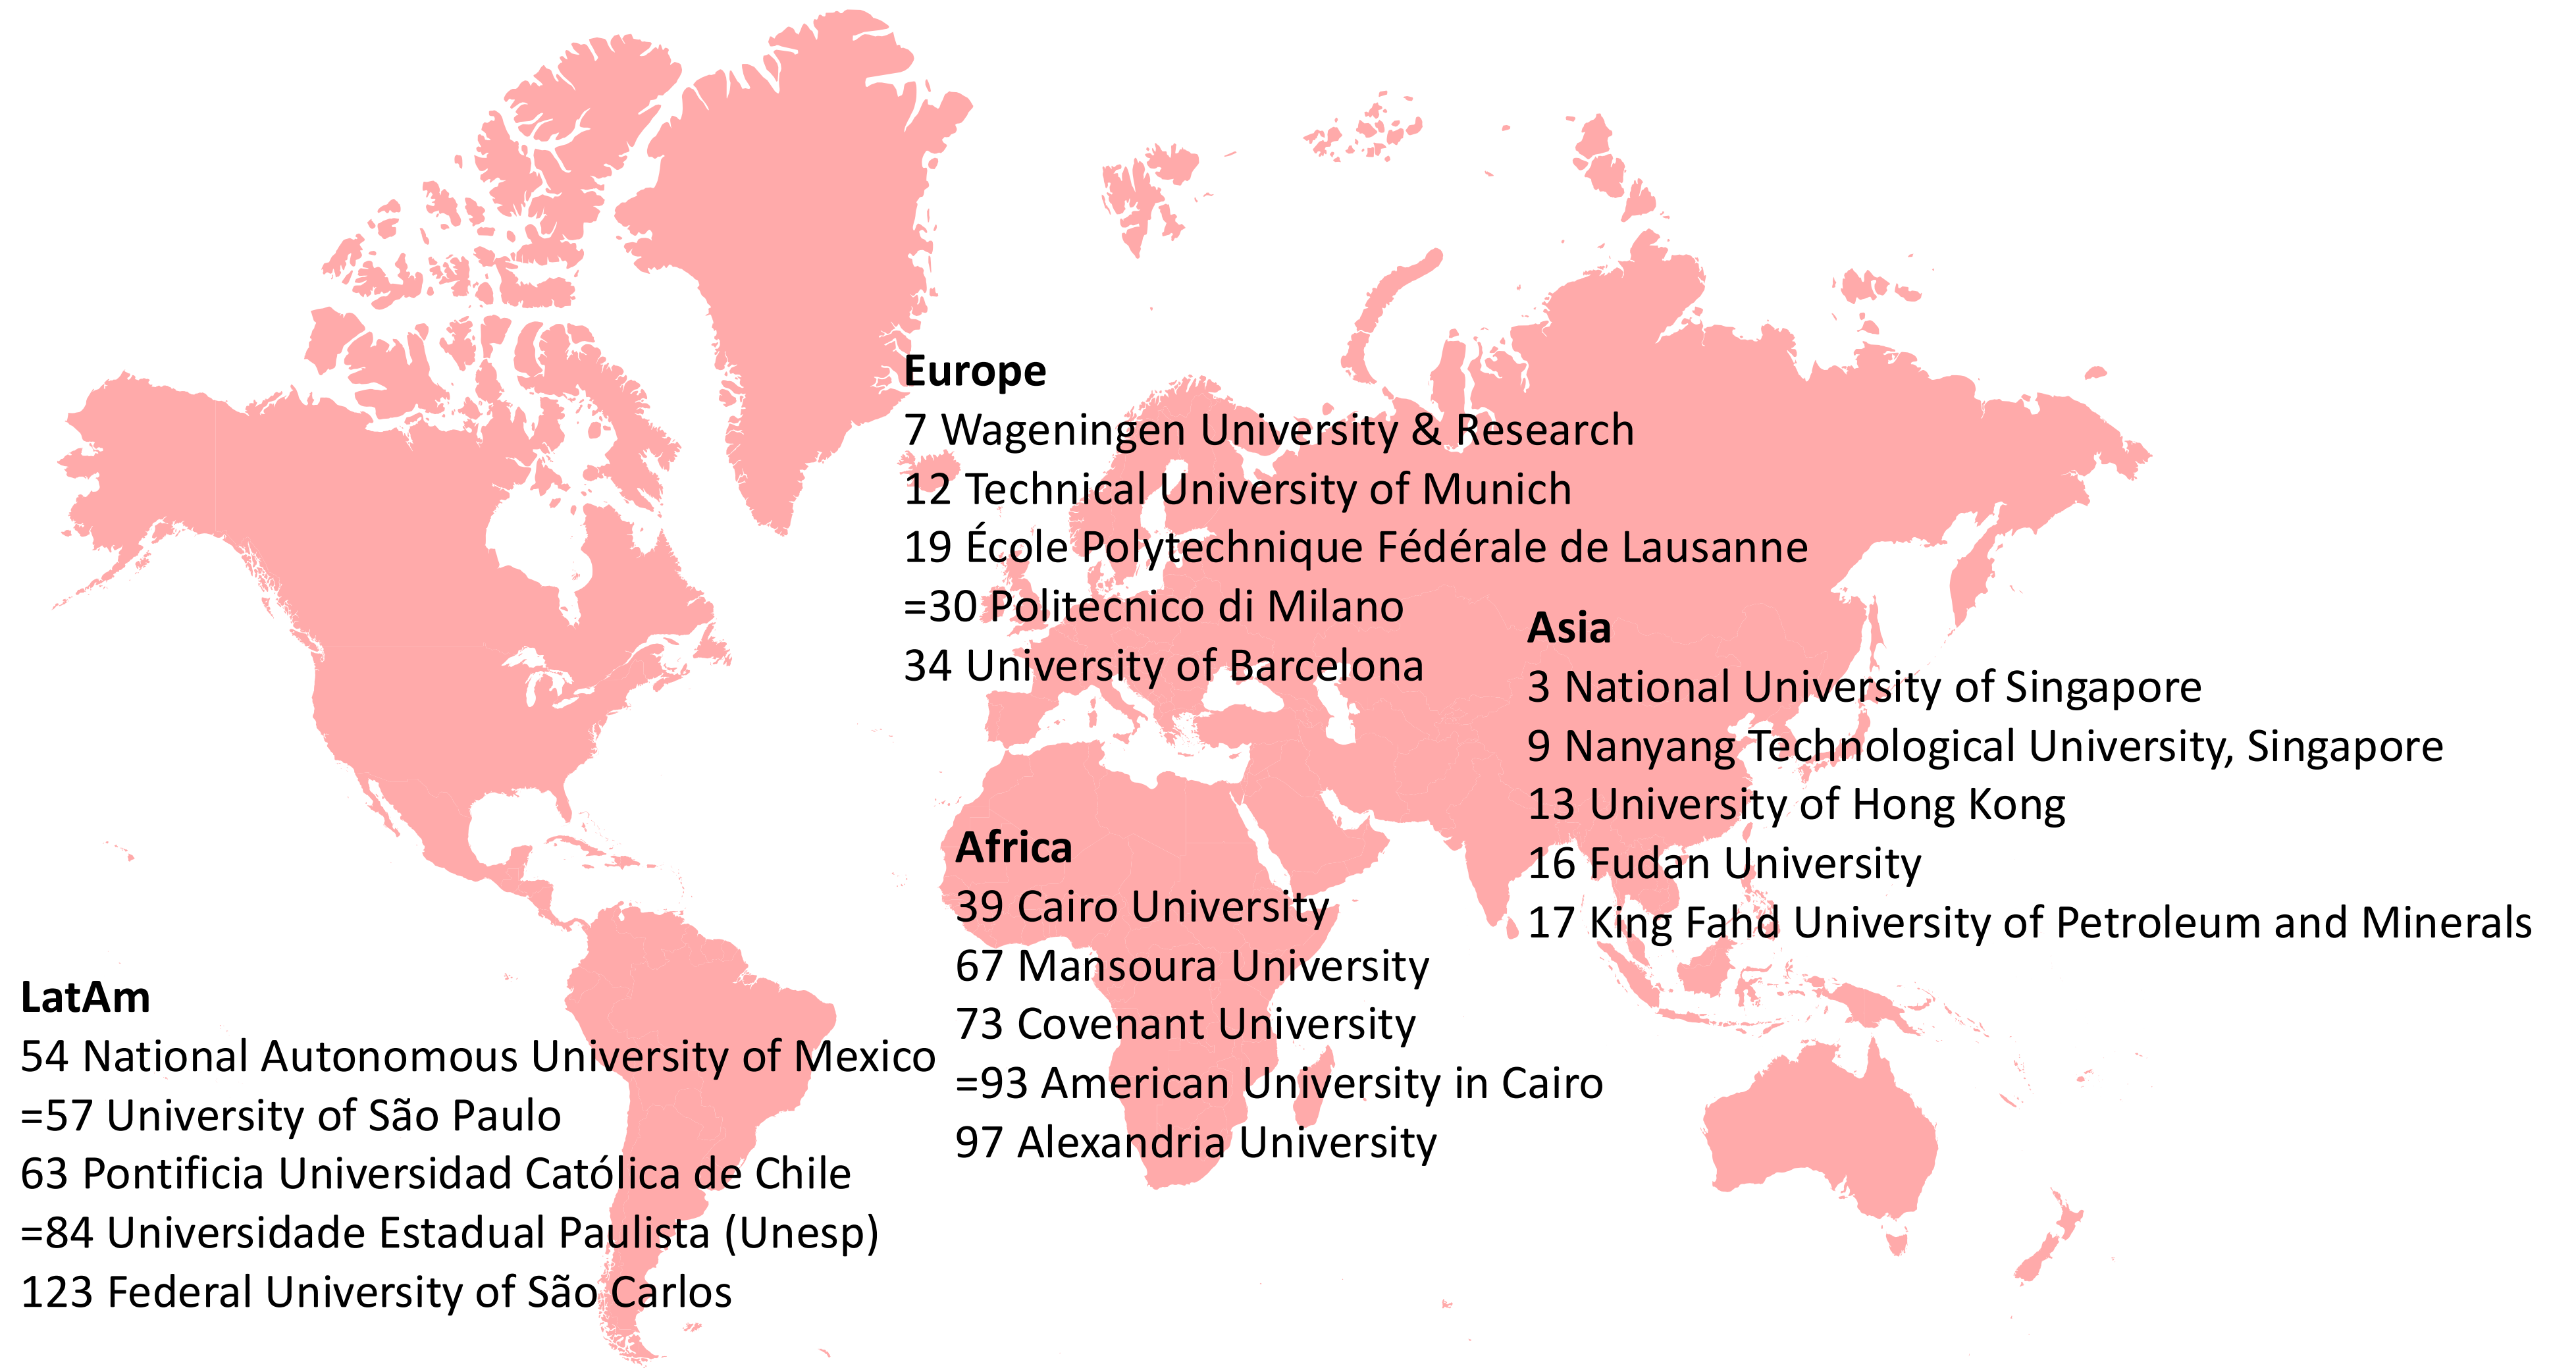 Europe
7 Wageningen University & Research
12 Technical University of Munich
19 École Polytechnique Fédérale de Lausanne
=30 Politecnico di Milano
34 University of Barcelona
Asia
3 National University of Singapore
9 Nanyang Technological University, Singapore
13 University of Hong Kong
16 Fudan University
17 King Fahd University of Petroleum and Minerals
Africa
39 Cairo University
67 Mansoura University
73 Covenant University
=93 American University in Cairo
97 Alexandria University
LatAm
54 National Autonomous University of Mexico
=57 University of São Paulo
63 Pontificia Universidad Católica de Chile
=84 Universidade Estadual Paulista (Unesp)
123 Federal University of São Carlos